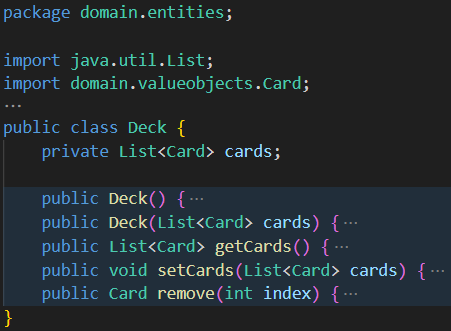 package domain.entities;
import java.util.List;
import domain.valueobjects.Card;
...
public class Deck {
private List<Card> cards;
public Deck() {...
public Deck(List<Card> cards) {...
public List<Card> getCards() {...
public void setCards(List<Card> cards) {...
public Card remove(int index) {...
}